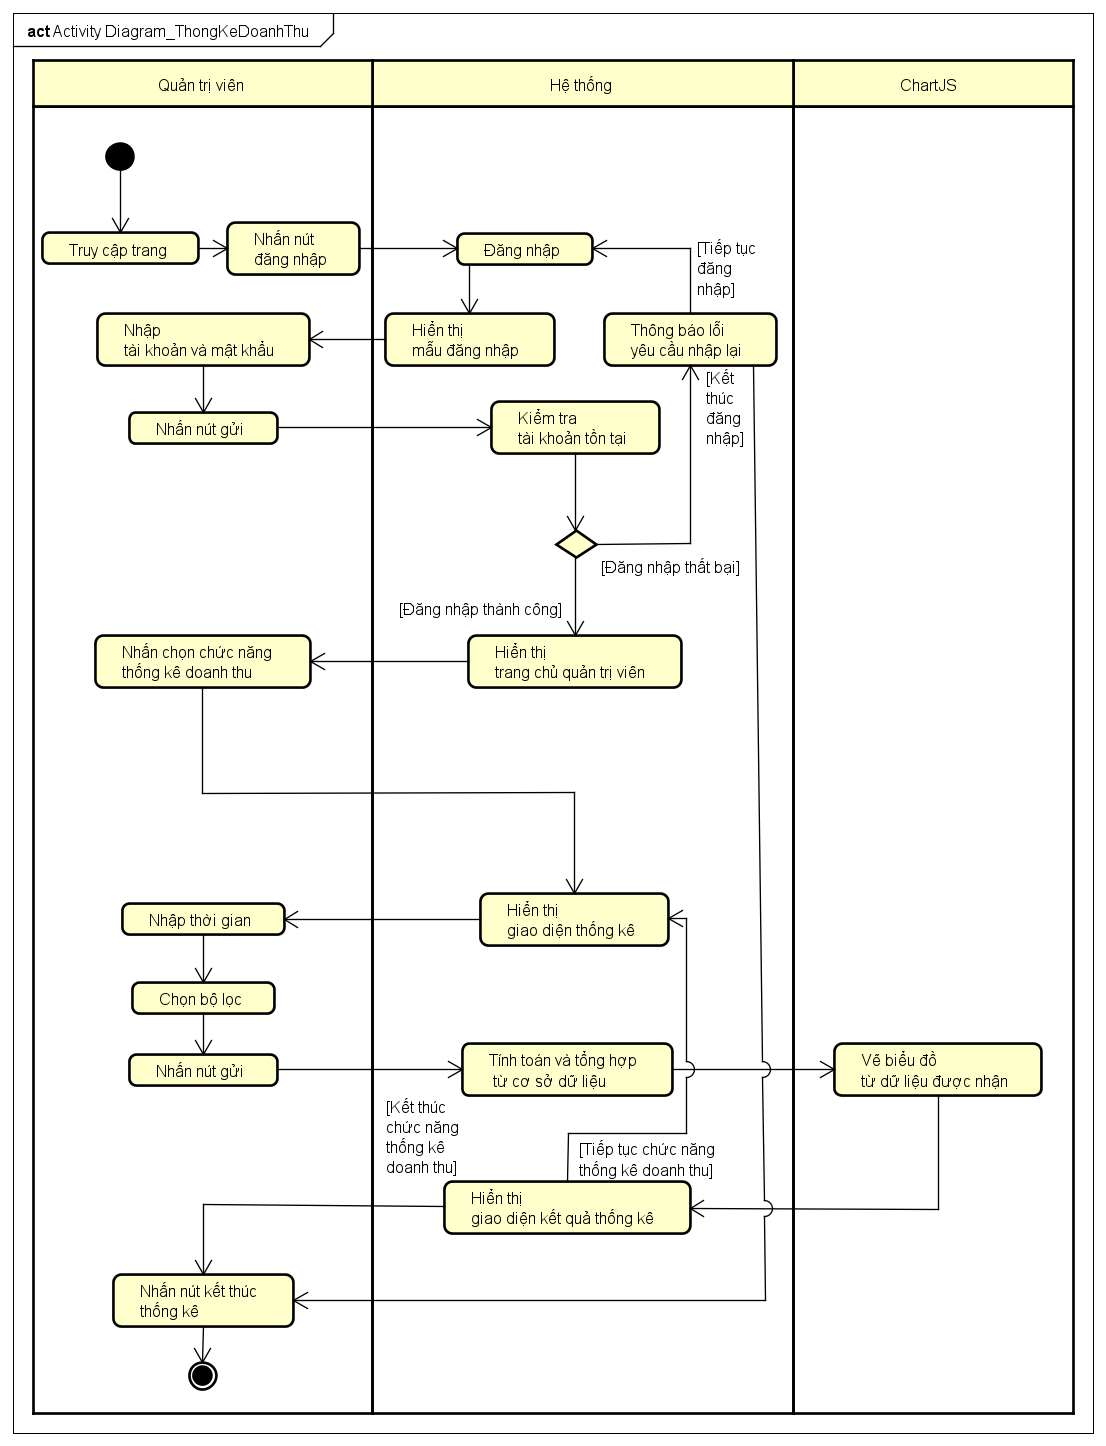 act Activity Diagram_ThongKeDoanhThu
Quản trị viên
Hệ thống
ChartJS
Truy cập trang
Nhấn nút
đăng nhập
Đăng nhập
[Tiếp tục
đăng
nhập]
Nhập
tài khoản và mật khẩu
Hiển thị
mẫu đăng nhập
Thông báo lỗi
yêu cầu nhập lại
[Kết
thúc
đăng
nhập]
Nhấn nút gửi
Kiểm tra
tài khoản tồn tại
[Đăng nhập thất bại]
[Đăng nhập thành công]
Nhấn chọn chức năng
thống kê doanh thu
Hiển thị
trang chủ quản trị viên
Nhập thời gian
Hiển thị
giao diện thống kê
Chọn bộ lọc
Nhấn nút gửi
Tính toán và tổng hợp
từ cơ sở dữ liệu
Vẽ biểu đồ
từ dữ liệu được nhận
[Kết thúc
chức năng
thống kê
doanh thu]
[Tiếp tục chức năng
thống kê doanh thu]
Hiển thị
giao diện kết quả thống kê
Nhấn nút kết thúc
thống kê